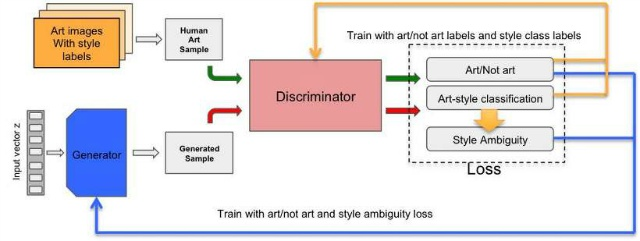 Art images
With style
labels
Human
Art
Sample
Train with art/not art labels and style class labels
Discriminator
Art/Not art
Art-style classification
Style Ambiguity
Loss
Input vector z
Generator
Generated
Sample
Train with art/not art and style ambiguity loss